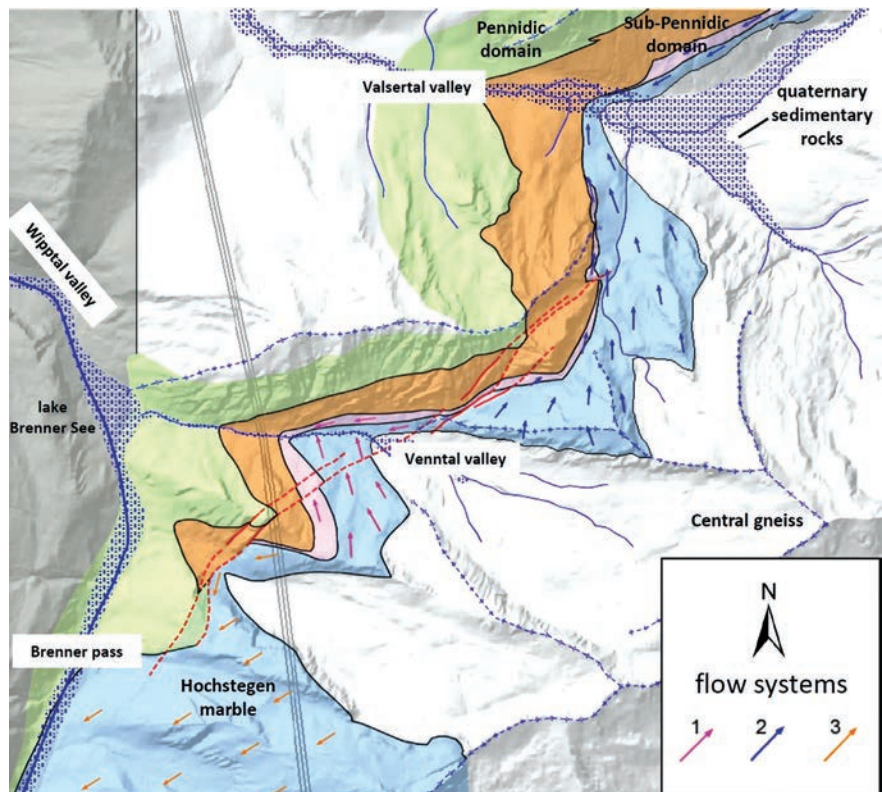 Pennidic
domain
Sub-Pennidic
domain
Valsertal valley
quaternary
sedimentary
rocks
Wipptal valley
lake
Brenner See
Venntal valley
Central gneiss
Brenner pass
Hochstegen
marble
N
flow systems
1 2 3